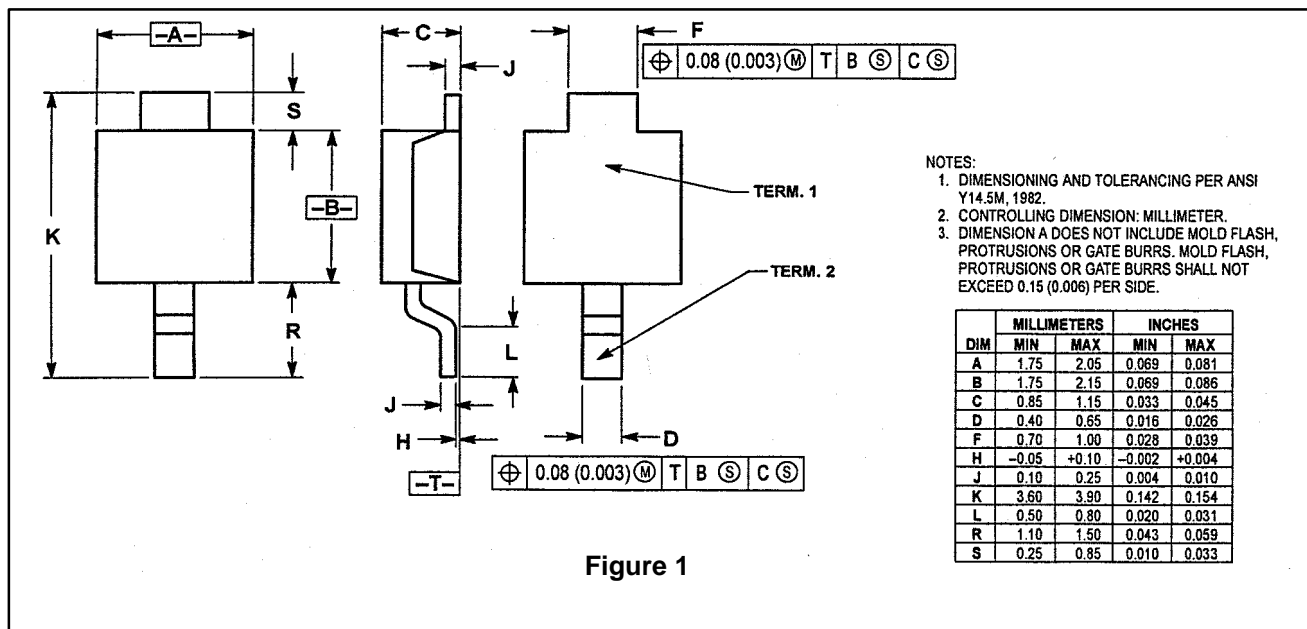 –A–
C
F
⌖ 0.08 (0.003) Ⓜ T B Ⓢ C Ⓢ
J
S
–B–
K
TERM. 1
TERM. 2
R
L
J
H
D
–T–
⌖ 0.08 (0.003) Ⓜ T B Ⓢ C Ⓢ
NOTES:
1. DIMENSIONING AND TOLERANCING PER ANSI
Y14.5M, 1982.
2. CONTROLLING DIMENSION: MILLIMETER.
3. DIMENSION A DOES NOT INCLUDE MOLD FLASH,
PROTRUSIONS OR GATE BURRS. MOLD FLASH,
PROTRUSIONS OR GATE BURRS SHALL NOT
EXCEED 0.15 (0.006) PER SIDE.
MILLIMETERS INCHES
DIM MIN MAX MIN MAX
A 1.75 2.05 0.069 0.081
B 1.75 2.15 0.069 0.086
C 0.85 1.15 0.033 0.045
D 0.40 0.65 0.016 0.026
F 0.70 1.00 0.028 0.039
H –0.05 +0.10 –0.002 +0.004
J 0.10 0.25 0.004 0.010
K 3.60 3.90 0.142 0.154
L 0.50 0.80 0.020 0.031
R 1.10 1.50 0.043 0.059
S 0.25 0.85 0.010 0.033
Figure 1